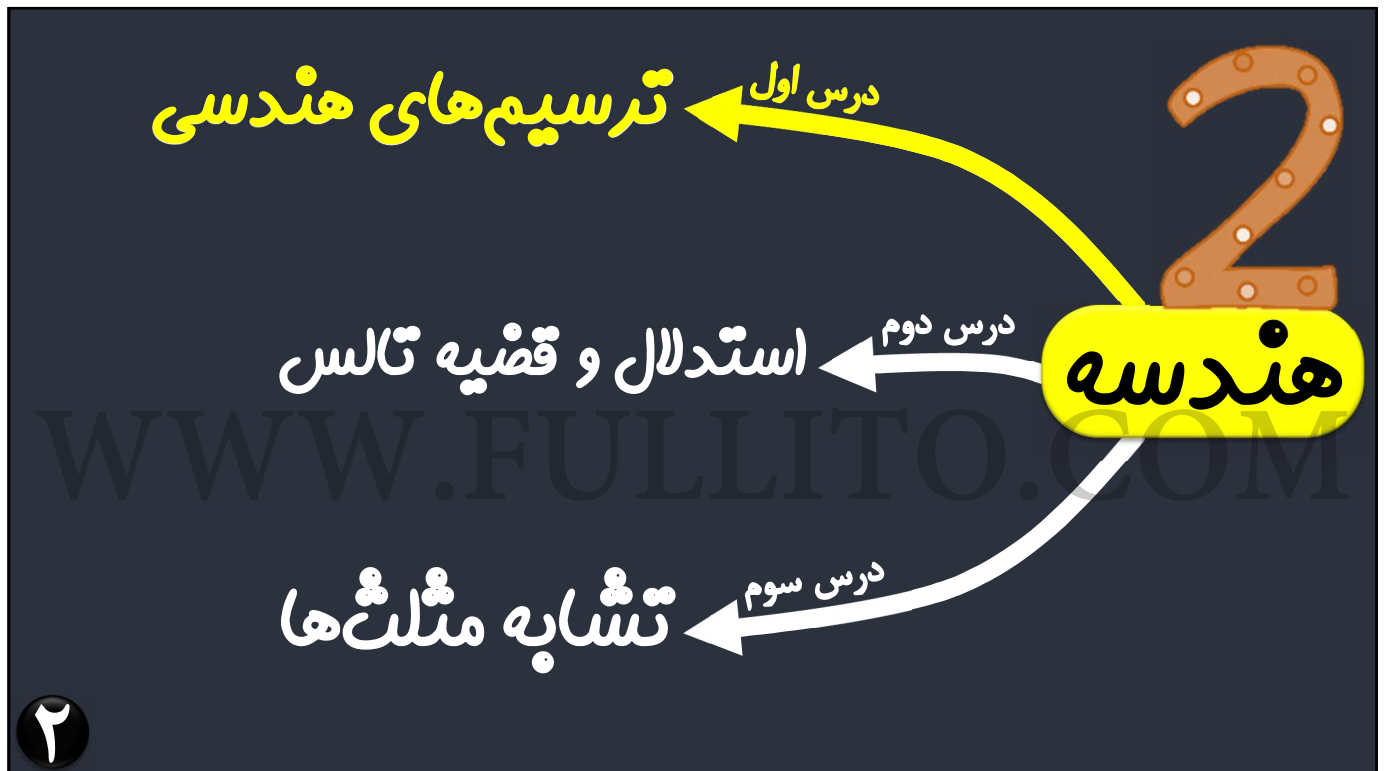 2
هندسه
درس اول
ترسیم‌های هندسی
درس دوم
استدلال و قضیه تالس
درس سوم
تشابه مثلث‌ها
WWW.FULLITO.COM
۲